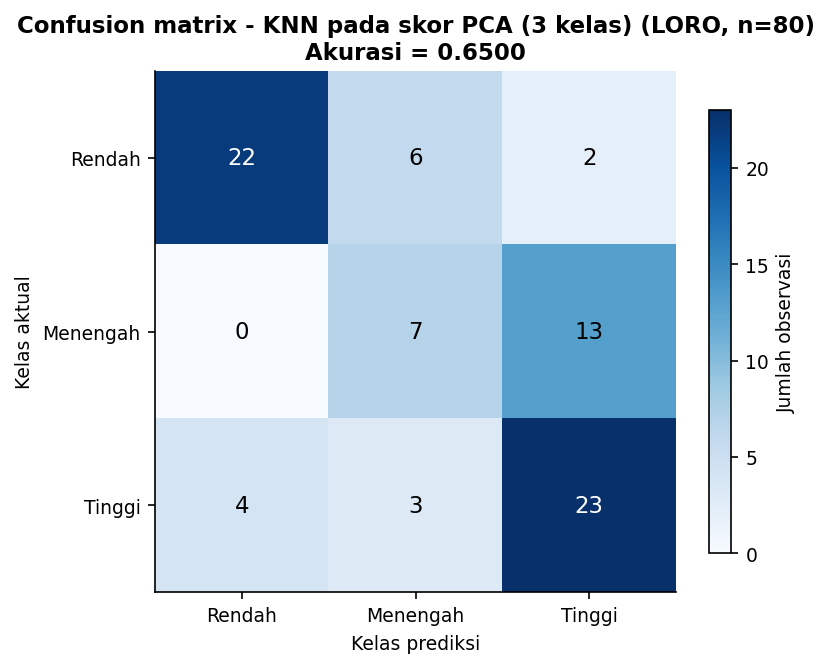 Confusion matrix - KNN pada skor PCA (3 kelas) (LORO, n=80)
Akurasi = 0.6500
Kelas aktual
Rendah
22
6
2
Menengah
0
7
13
Tinggi
4
3
23
Rendah
Menengah
Tinggi
Kelas prediksi
20
15
10
5
0
Jumlah observasi